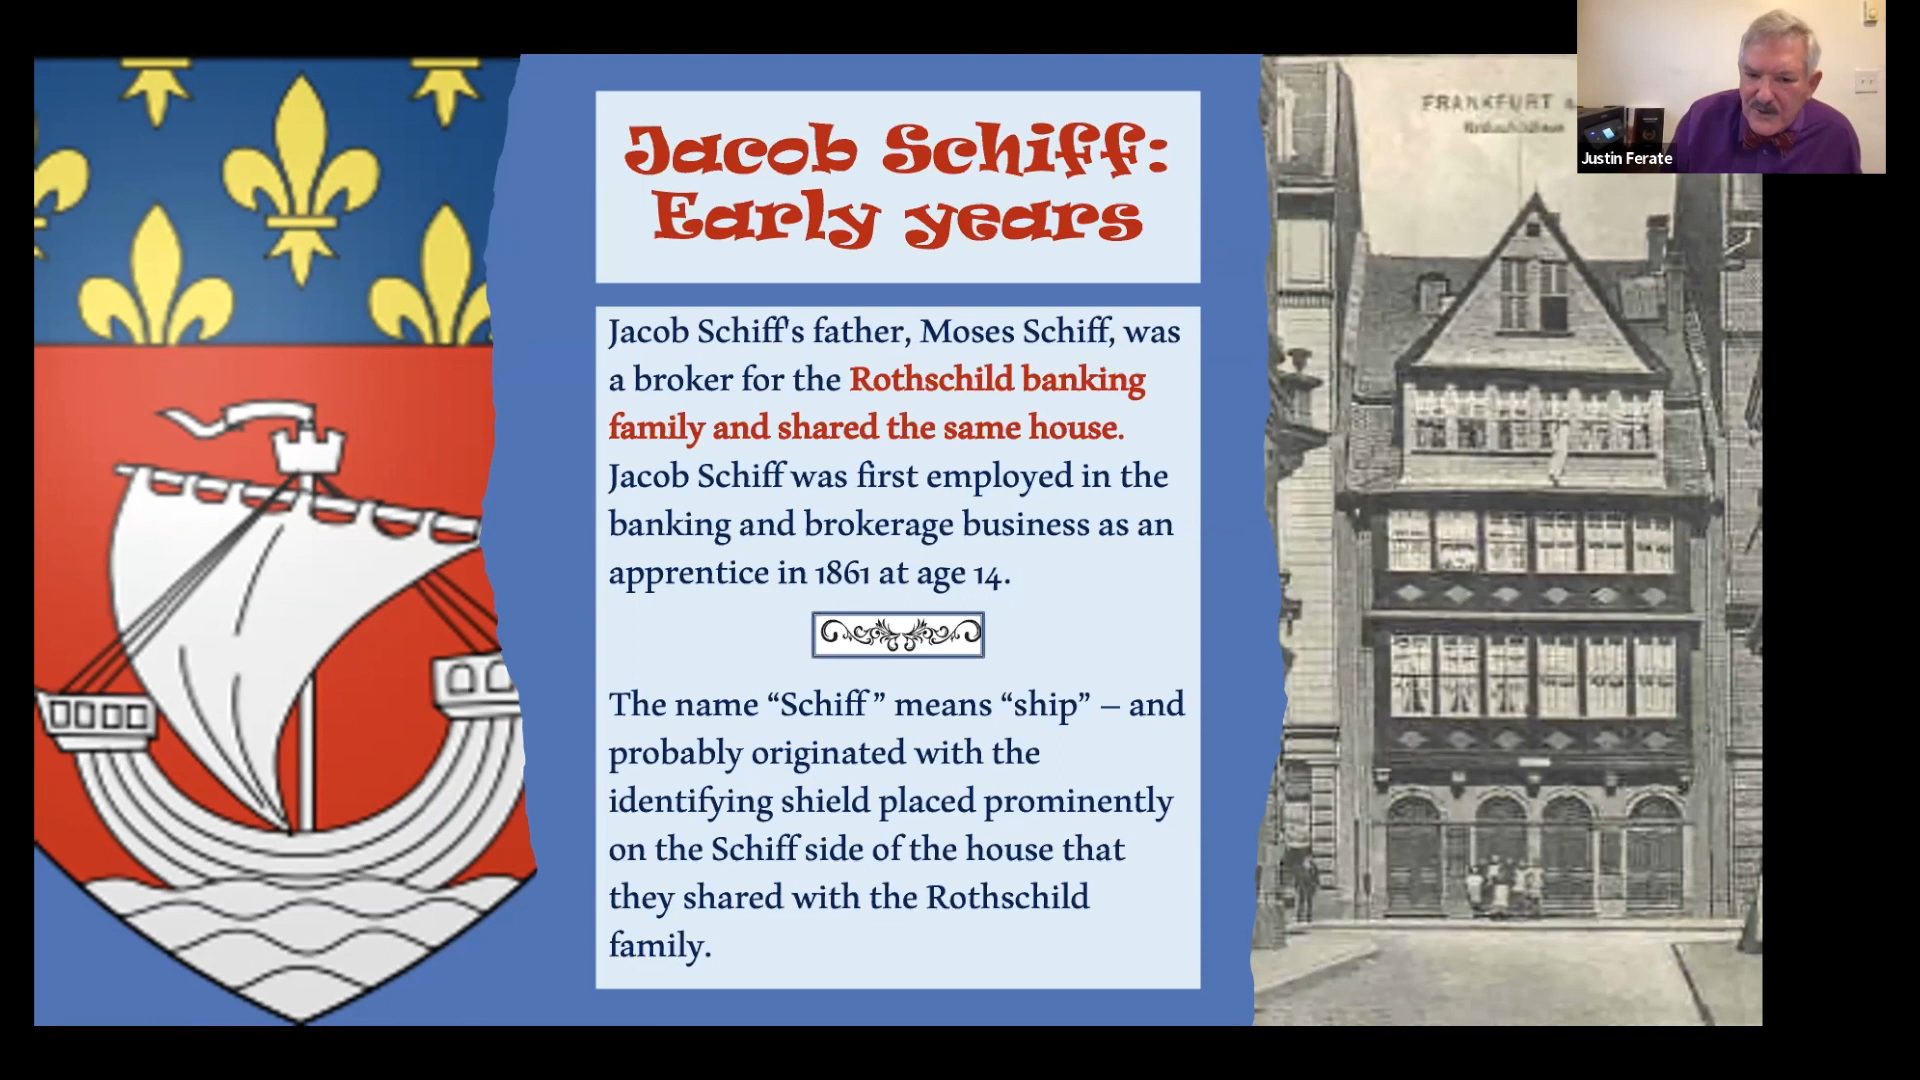 Jacob Schiff:
Early years
Jacob Schiff's father, Moses Schiff, was
a broker for the Rothschild banking
family and shared the same house.
Jacob Schiff was first employed in the
banking and brokerage business as an
apprentice in 1861 at age 14.
The name “Schiff” means “ship” – and
probably originated with the
identifying shield placed prominently
on the Schiff side of the house that
they shared with the Rothschild
family.
FRANKFURT
Justin Ferate